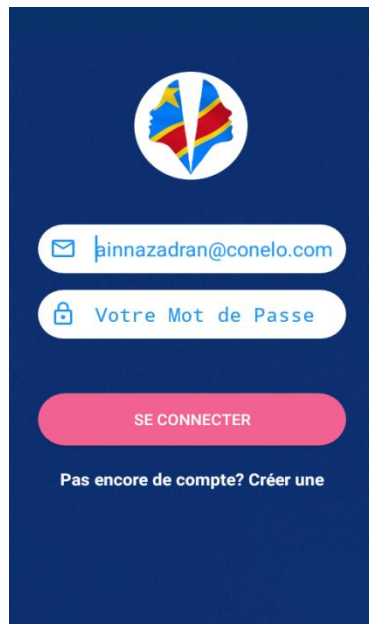 ainnazadran@conelo.com
Votre Mot de Passe
SE CONNECTER
Pas encore de compte? Créer une